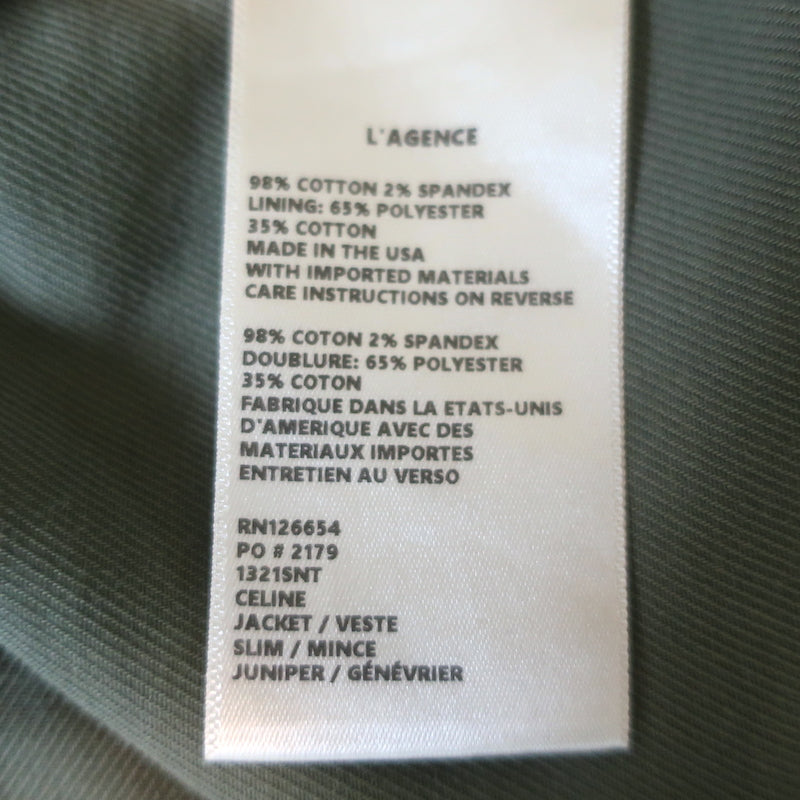 L'AGENCE
98% COTTON 2% SPANDEX
LINING: 65% POLYESTER
35% COTTON
MADE IN THE USA
WITH IMPORTED MATERIALS
CARE INSTRUCTIONS ON REVERSE
98% COTON 2% SPANDEX
DOUBLURE: 65% POLYESTER
35% COTON
FABRIQUE DANS LA ETATS-UNIS
D'AMERIQUE AVEC DES
MATERIAUX IMPORTES
ENTRETIEN AU VERSO
RN126654
PO # 2179
1321SNT
CELINE
JACKET / VESTE
SLIM / MINCE
JUNIPER / GÉNÉVRIER